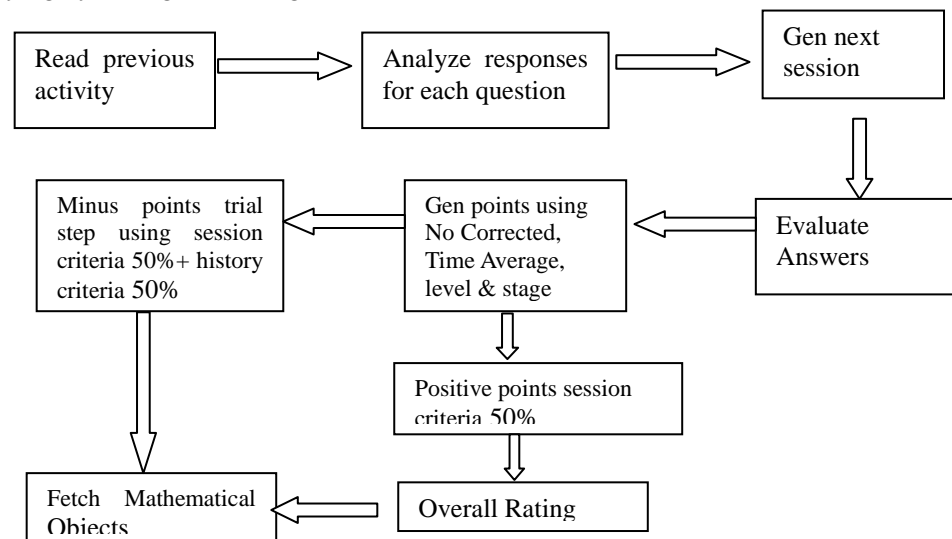 Read previous
activity
Analyze responses
for each question
Gen next
session
Minus points trial
step using session
criteria 50%+ history
criteria 50%
Gen points using
No Corrected,
Time Average,
level & stage
Evaluate
Answers
Positive points session
criteria 50%
Fetch Mathematical
Objects
Overall Rating